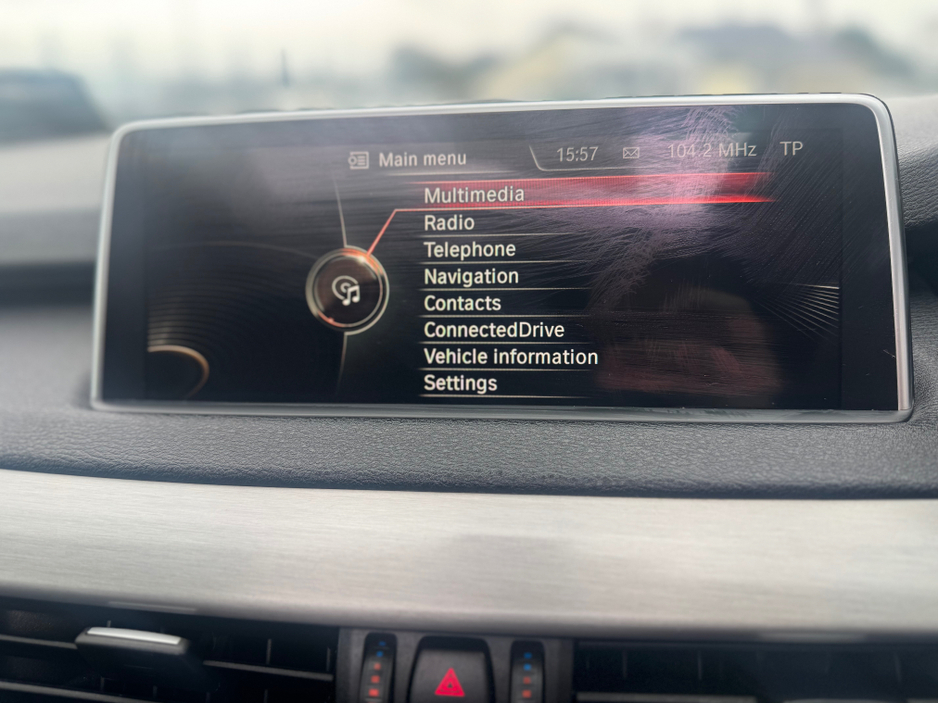 Main menu
15:57 104.2 MHz TP
Multimedia
Radio
Telephone
Navigation
Contacts
ConnectedDrive
Vehicle information
Settings